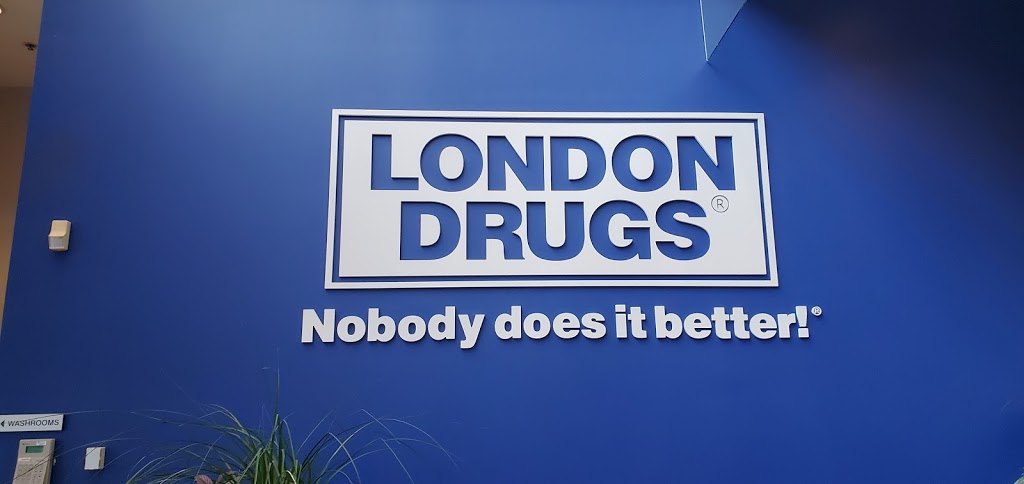 LONDON
DRUGS®
Nobody does it better!®
WASHROOMS